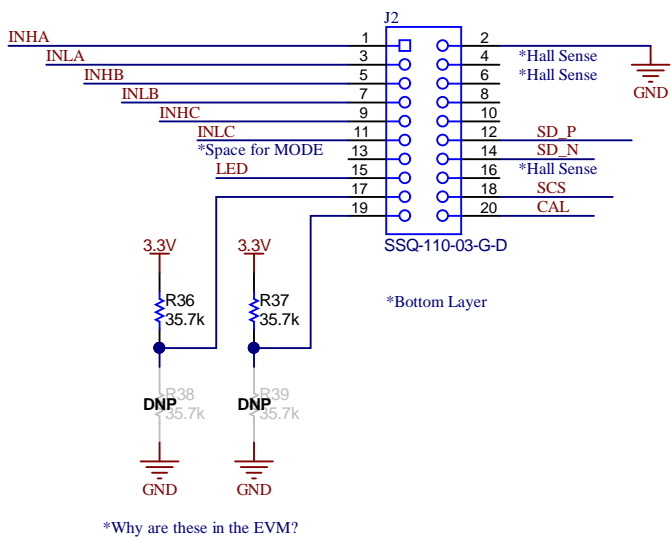 J2
INHA
1
2
INLA
3
4
*Hall Sense
INHB
5
6
*Hall Sense
GND
INLB
7
8
INHC
9
10
INLC
11
12
SD_P
*Space for MODE
13
14
SD_N
LED
15
16
*Hall Sense
17
18
SCS
19
20
CAL
SSQ-110-03-G-D
3.3V
3.3V
*Bottom Layer
R36
35.7k
R37
35.7k
R38
DNP
35.7k
R39
DNP
35.7k
GND
GND
*Why are these in the EVM?